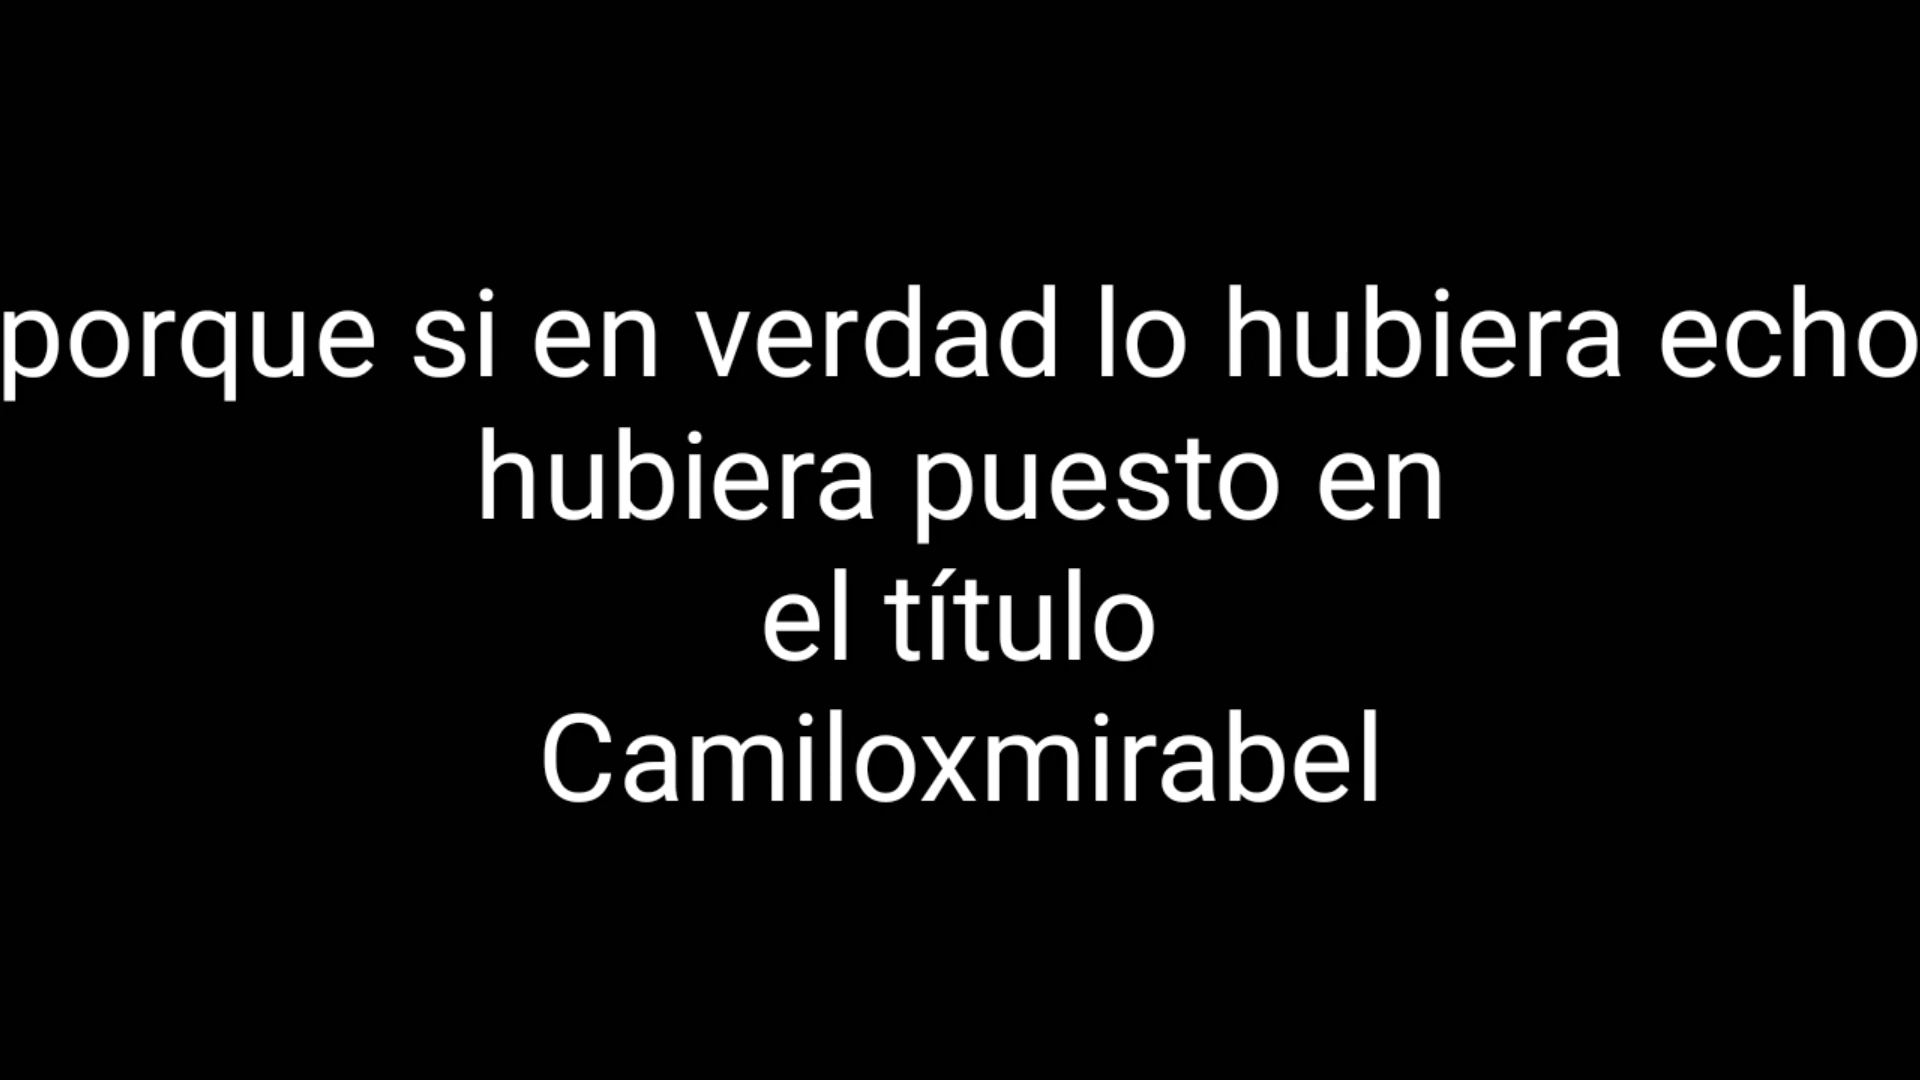 porque si en verdad lo hubiera echo
hubiera puesto en
el título
Camiloxmirabel